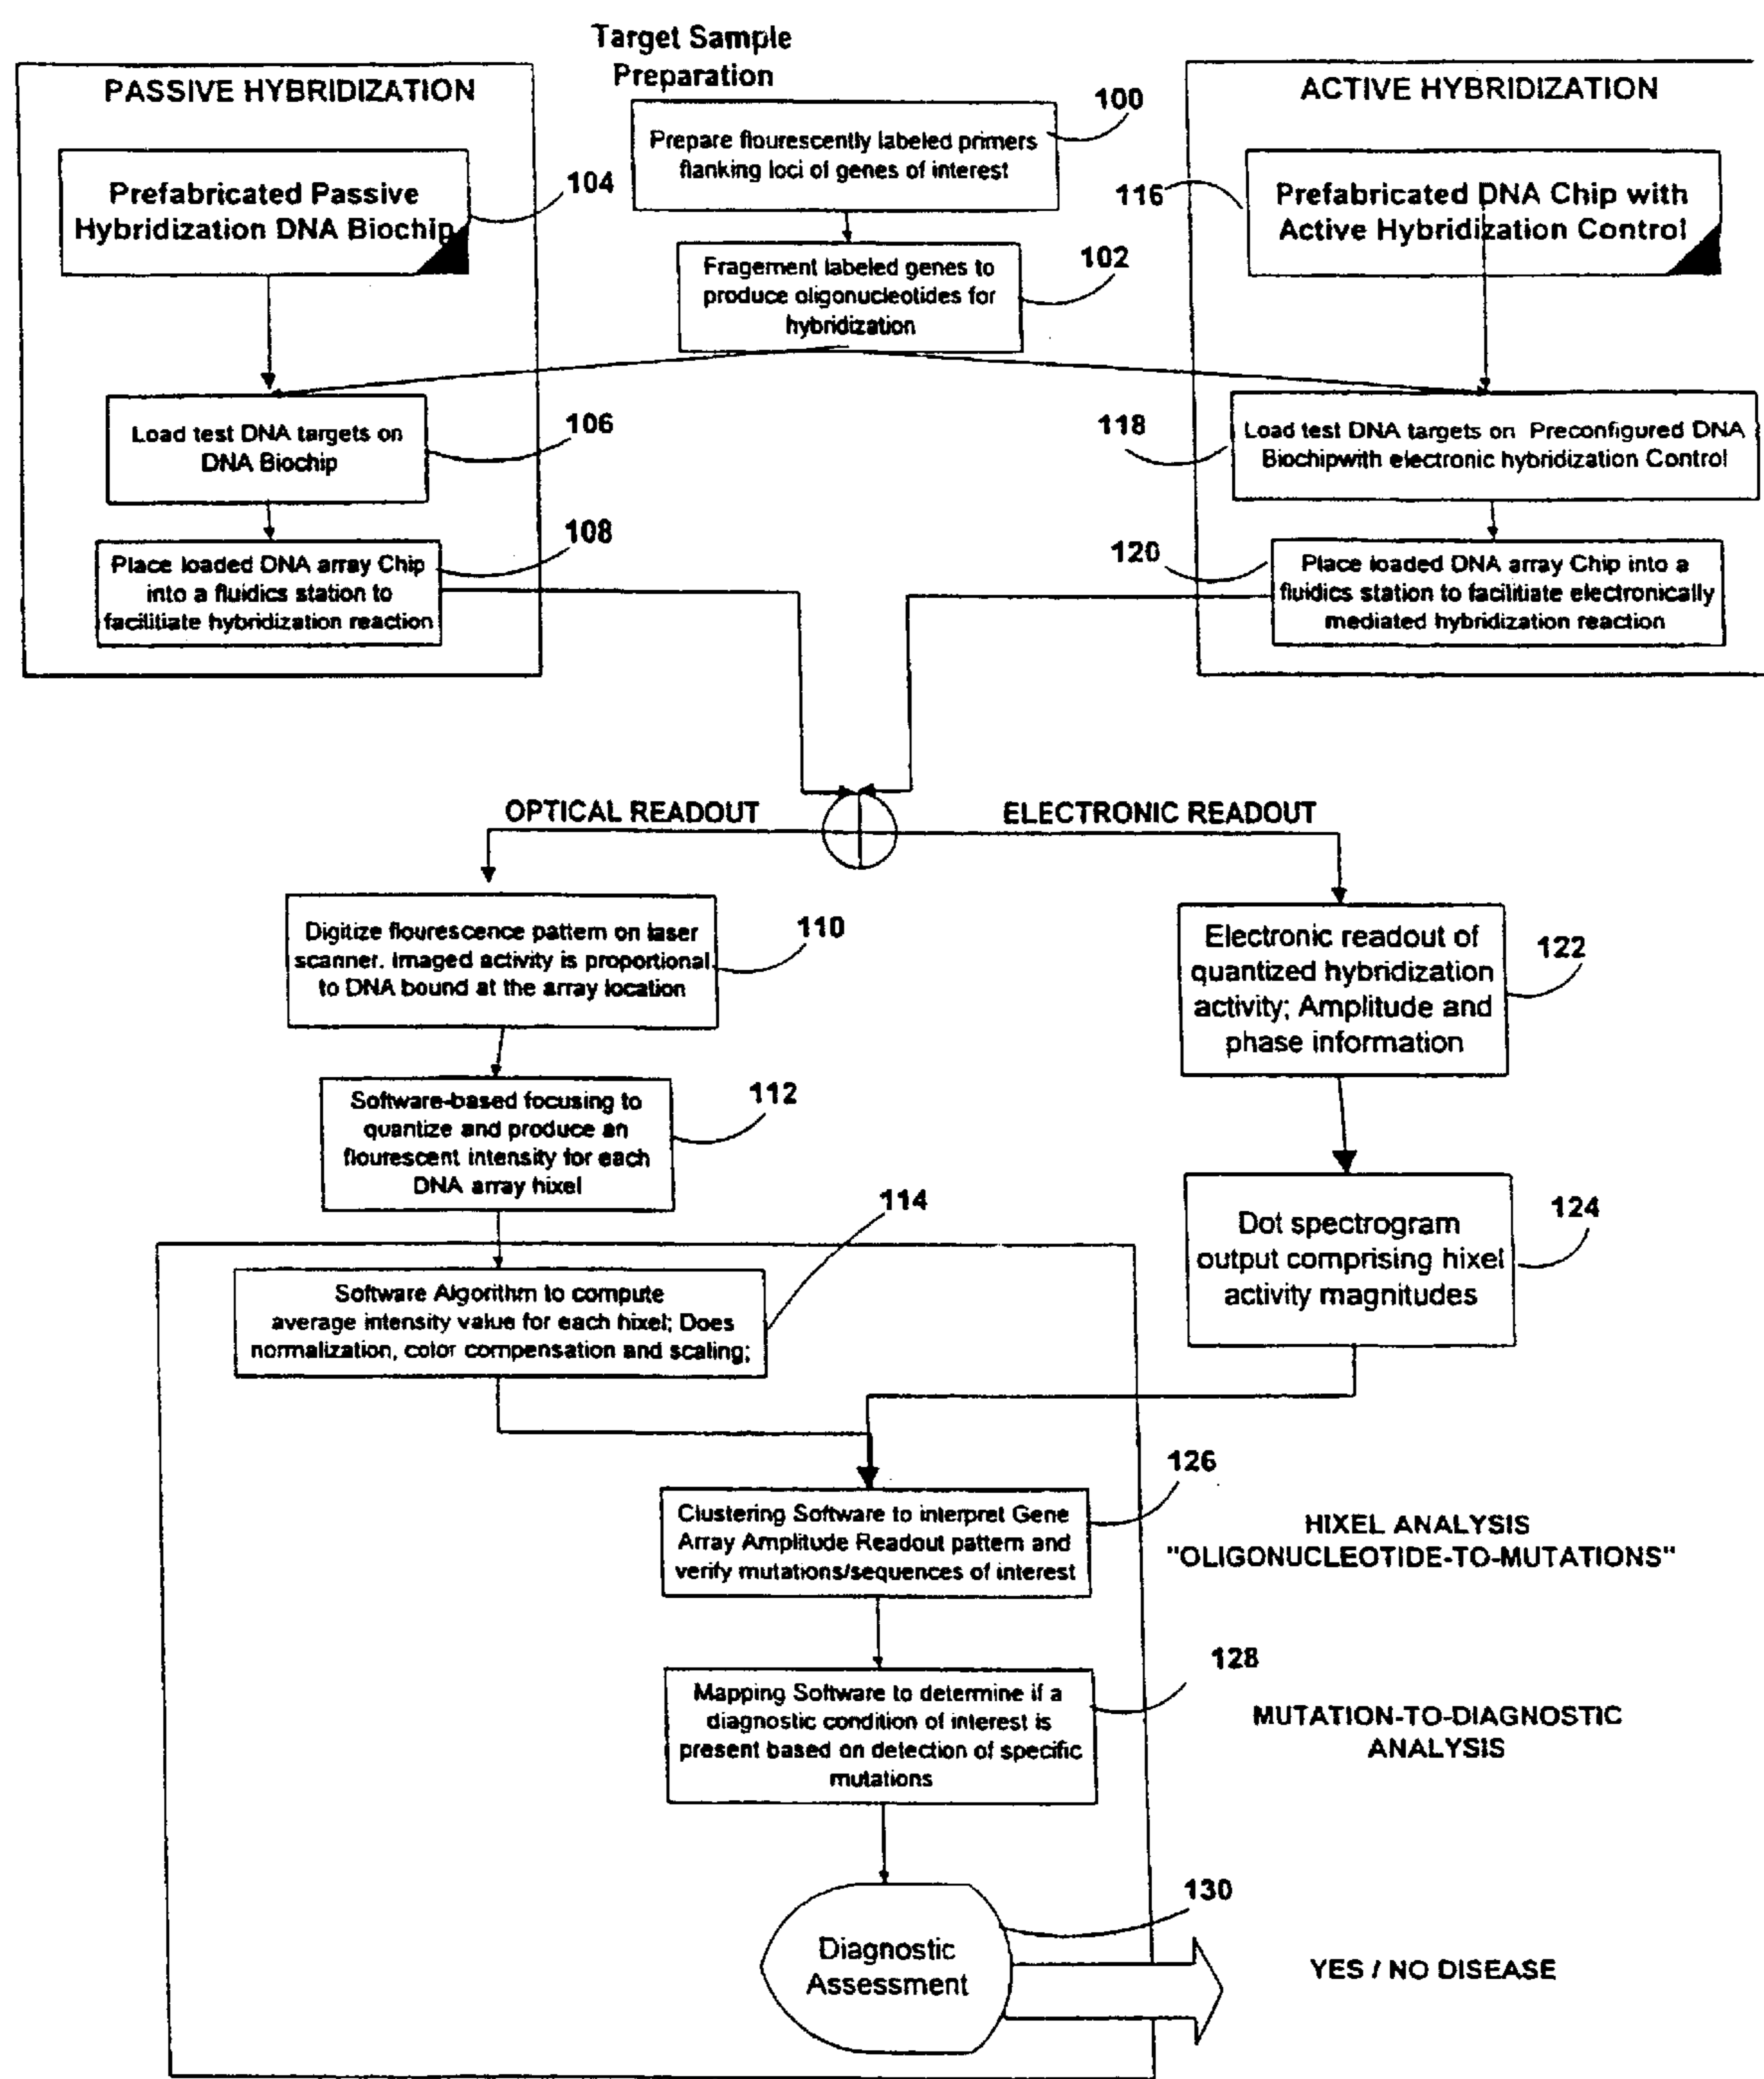 Target Sample
Preparation
PASSIVE HYBRIDIZATION
Prefabricated Passive
Hybridization DNA Biochip
104
Load test DNA targets on
DNA Biochip
106
Place loaded DNA array Chip
into a fluidics station to
facilitiate hybridization reaction
108
100
Prepare flourescently labeled primers
flanking loci of genes of interest
102
Fragement labeled genes to
produce oligonucleotides for
hybridization
ACTIVE HYBRIDIZATION
116
Prefabricated DNA Chip with
Active Hybridization Control
118
Load test DNA targets on Preconfigured DNA
Biochipwith electronic hybridization Control
120
Place loaded DNA array Chip into a
fluidics station to facilitiate electronically
mediated hybridization reaction
OPTICAL READOUT
ELECTRONIC READOUT
Digitize flourescence pattern on laser
scanner. Imaged activity is proportional
to DNA bound at the array location
110
Software-based focusing to
quantize and produce an
flourescent intensity for each
DNA array hixel
112
114
Software Algorithm to compute
average intensity value for each hixel; Does
normalization, color compensation and scaling;
Electronic readout of
quantized hybridization
activity; Amplitude and
phase information
122
Dot spectrogram
output comprising hixel
activity magnitudes
124
126
Clustering Software to interpret Gene
Array Amplitude Readout pattern and
verify mutations/sequences of interest
HIXEL ANALYSIS
"OLIGONUCLEOTIDE-TO-MUTATIONS"
128
Mapping Software to determine if a
diagnostic condition of interest is
present based on detection of specific
mutations
MUTATION-TO-DIAGNOSTIC
ANALYSIS
130
Diagnostic
Assessment
YES / NO DISEASE